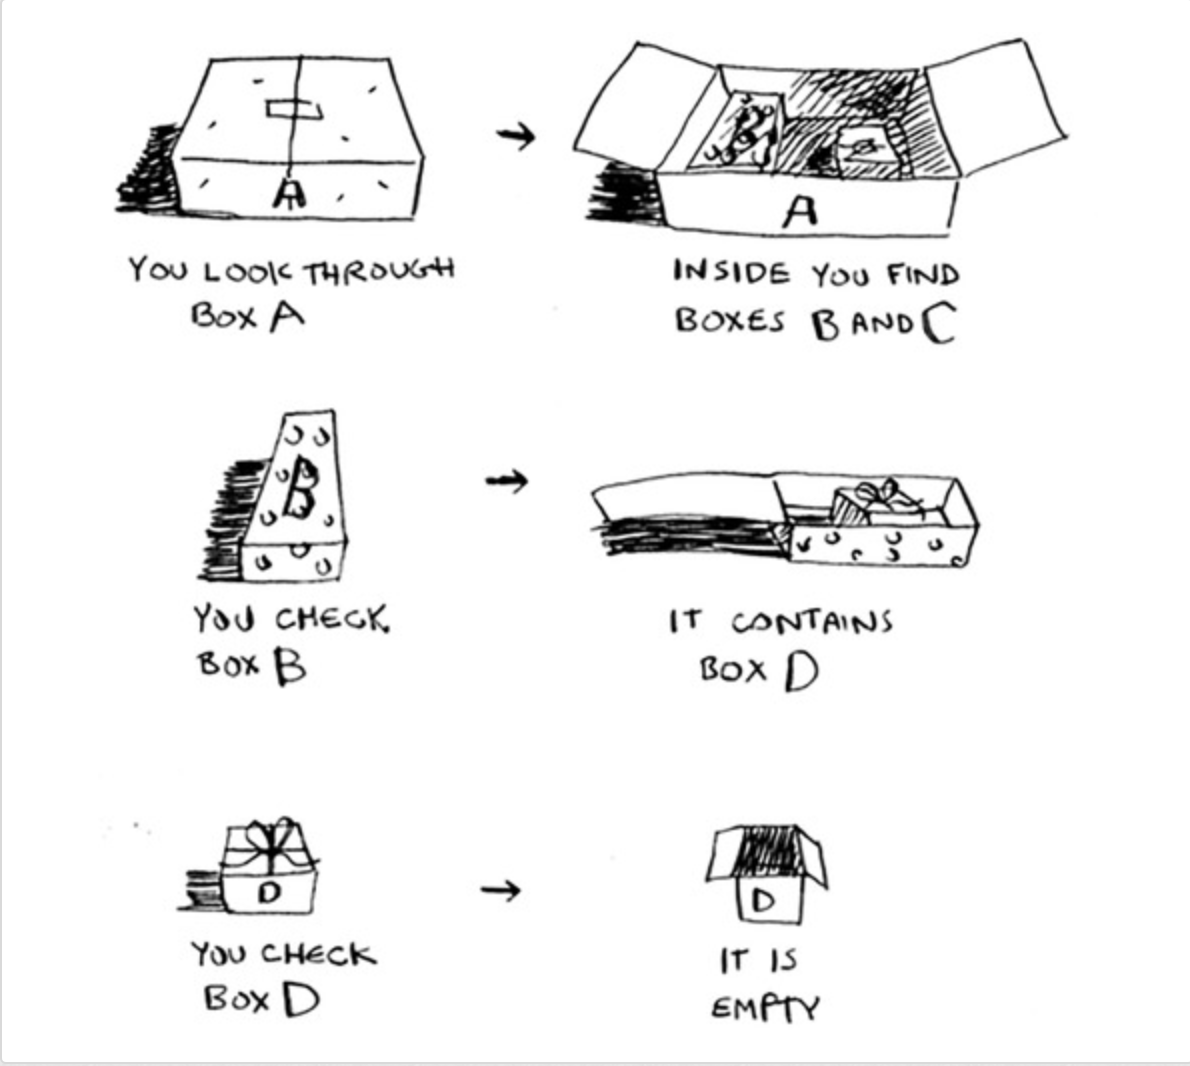 A
YOU LOOK THROUGH
BOX A
A
INSIDE YOU FIND
BOXES B AND C
B
YOU CHECK
BOX B
IT CONTAINS
BOX D
D
YOU CHECK
BOX D
D
IT IS
EMPTY